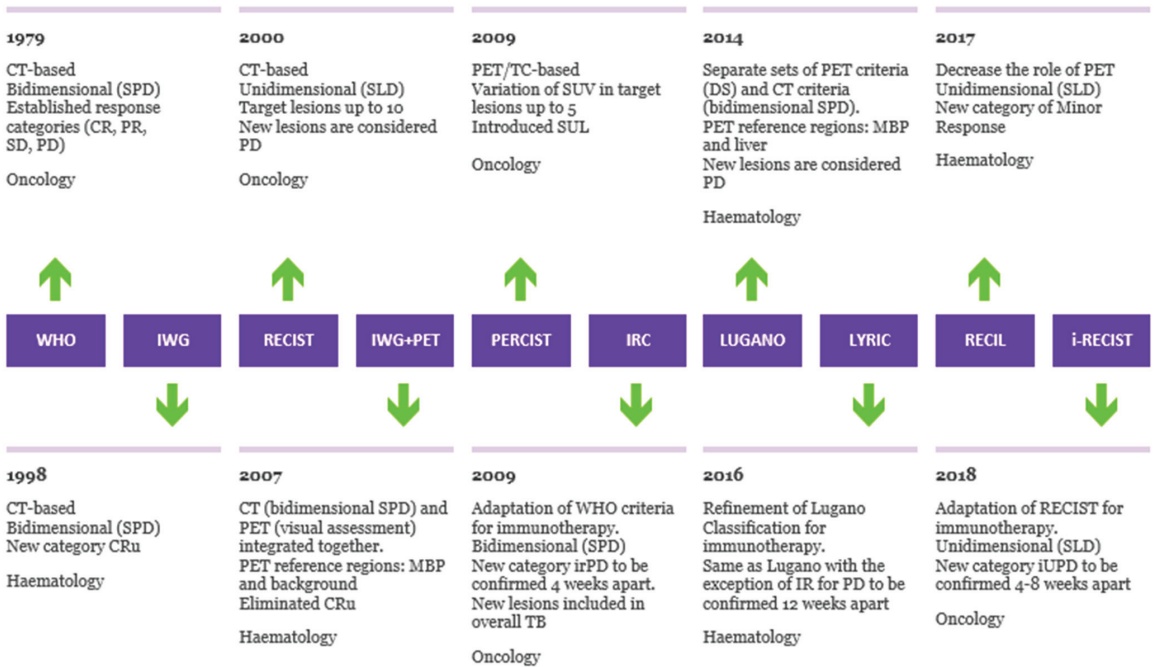 1979
CT-based
Bidimensional (SPD)
Established response
categories (CR, PR,
SD, PD)
Oncology
2000
CT-based
Unidimensional (SLD)
Target lesions up to 10
New lesions are considered
PD
Oncology
2009
PET/TC-based
Variation of SUV in target
lesions up to 5
Introduced SUL
Oncology
2014
Separate sets of PET criteria
(DS) and CT criteria
(bidimensional SPD).
PET reference regions: MBP
and liver
New lesions are considered
PD
Haematology
2017
Decrease the role of PET
Unidimensional (SLD)
New category of Minor
Response
Haematology
WHO
IWG
RECIST
IWG+PET
PERCIST
IRC
LUGANO
LYRIC
RECIL
i-RECIST
1998
CT-based
Bidimensional (SPD)
New category CRu
Haematology
2007
CT (bidimensional SPD) and
PET (visual assessment)
integrated together.
PET reference regions: MBP
and background
Eliminated CRu
Haematology
2009
Adaptation of WHO criteria
for immunotherapy.
Bidimensional (SPD)
New category irPD to be
confirmed 4 weeks apart.
New lesions included in
overall TB
Oncology
2016
Refinement of Lugano
Classification for
immunotherapy.
Same as Lugano with the
exception of IR for PD to be
confirmed 12 weeks apart
Haematology
2018
Adaptation of RECIST for
immunotherapy.
Unidimensional (SLD)
New category iUPD to be
confirmed 4-8 weeks apart
Oncology